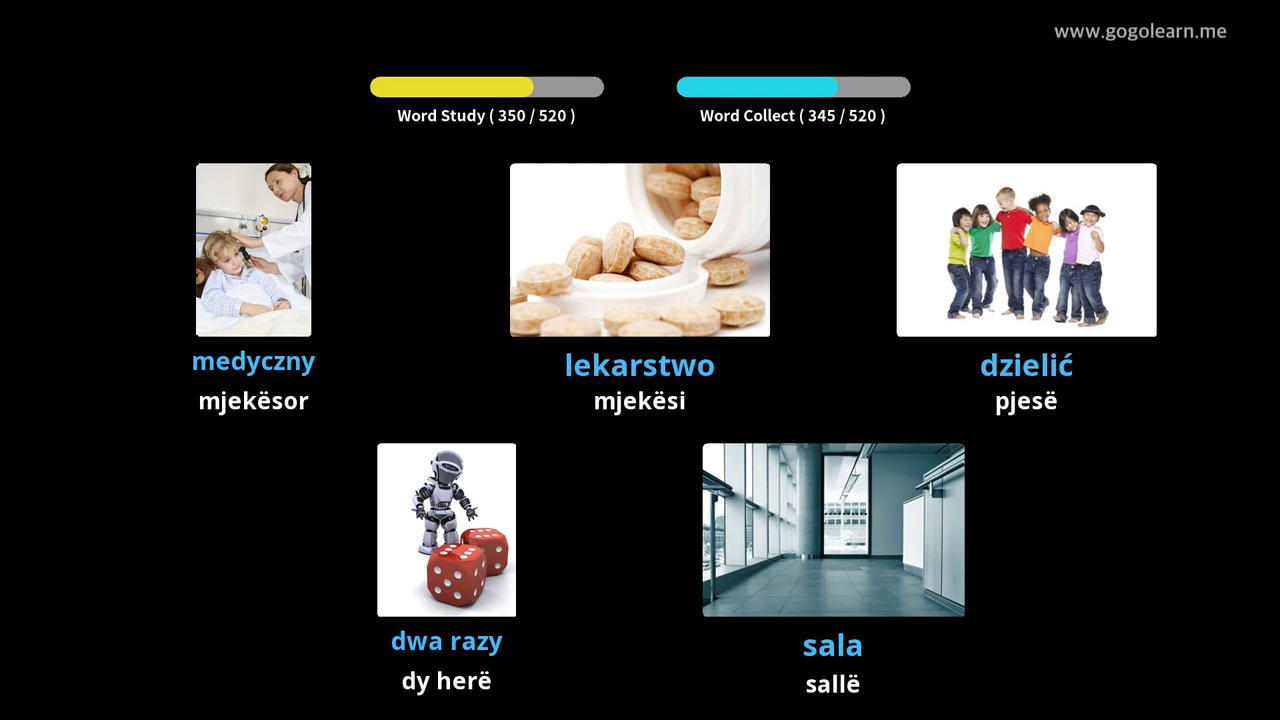 www.gogolearn.me
Word Study ( 350 / 520 )
Word Collect ( 345 / 520 )
medyczny
mjekësor
lekarstwo
mjekësi
dzielić
pjesë
dwa razy
dy herë
sala
sallë